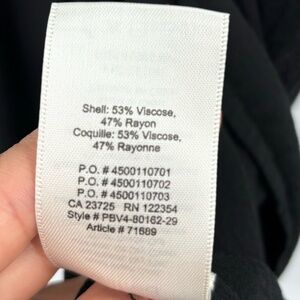 Shell: 53% Viscose,
47% Rayon
Coquille: 53% Viscose,
47% Rayonne
P.O. # 4500110701
P.O. # 4500110702
P.O. # 4500110703
CA 23725 RN 122354
Style # PBV4-80162-29
Article # 71689